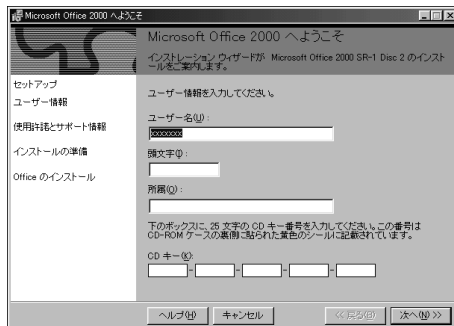 Microsoft Office 2000 へようこそ
Microsoft Office 2000 へようこそ
インストレーション ウィザードが Microsoft Office 2000 SR-1 Disc 2 のインスト
ールをご案内します。
セットアップ
ユーザー情報
使用許諾とサポート情報
インストールの準備
Office のインストール
ユーザー情報を入力してください。
ユーザー名(U):
xxxxxxx
頭文字(I):
所属(O):
下のボックスに、25 文字の CD キー番号を入力してください。この番号は
CD-ROM ケースの裏側に貼られた黄色のシールに記載されています。
CD キー(K):
- - - -
ヘルプ(H)
キャンセル
<< 戻る(B)
次へ(N) >>